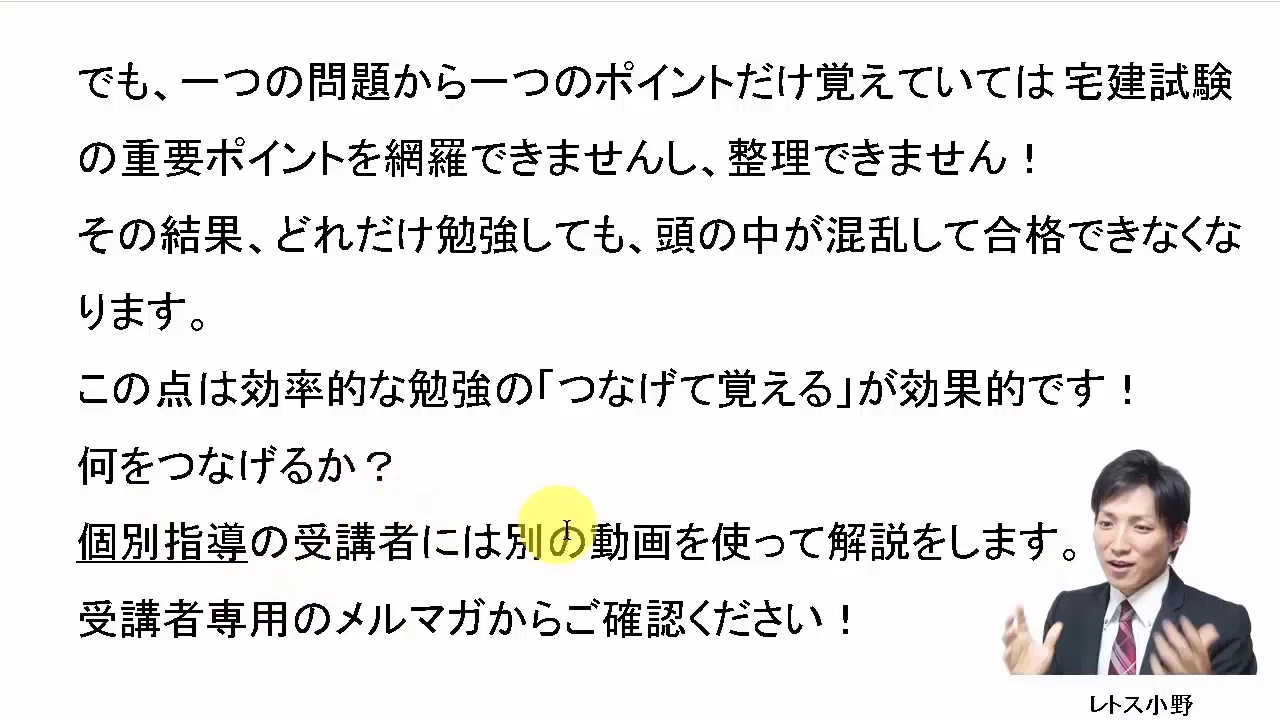 でも、一つの問題から一つのポイントだけ覚えていては宅建試験
の重要ポイントを網羅できませんし、整理できません！
その結果、どれだけ勉強しても、頭の中が混乱して合格できなくな
ります。
この点は効率的な勉強の「つなげて覚える」が効果的です！
何をつなげるか？
個別指導の受講者には別の動画を使って解説をします。
受講者専用のメルマガからご確認ください！
レトス小野